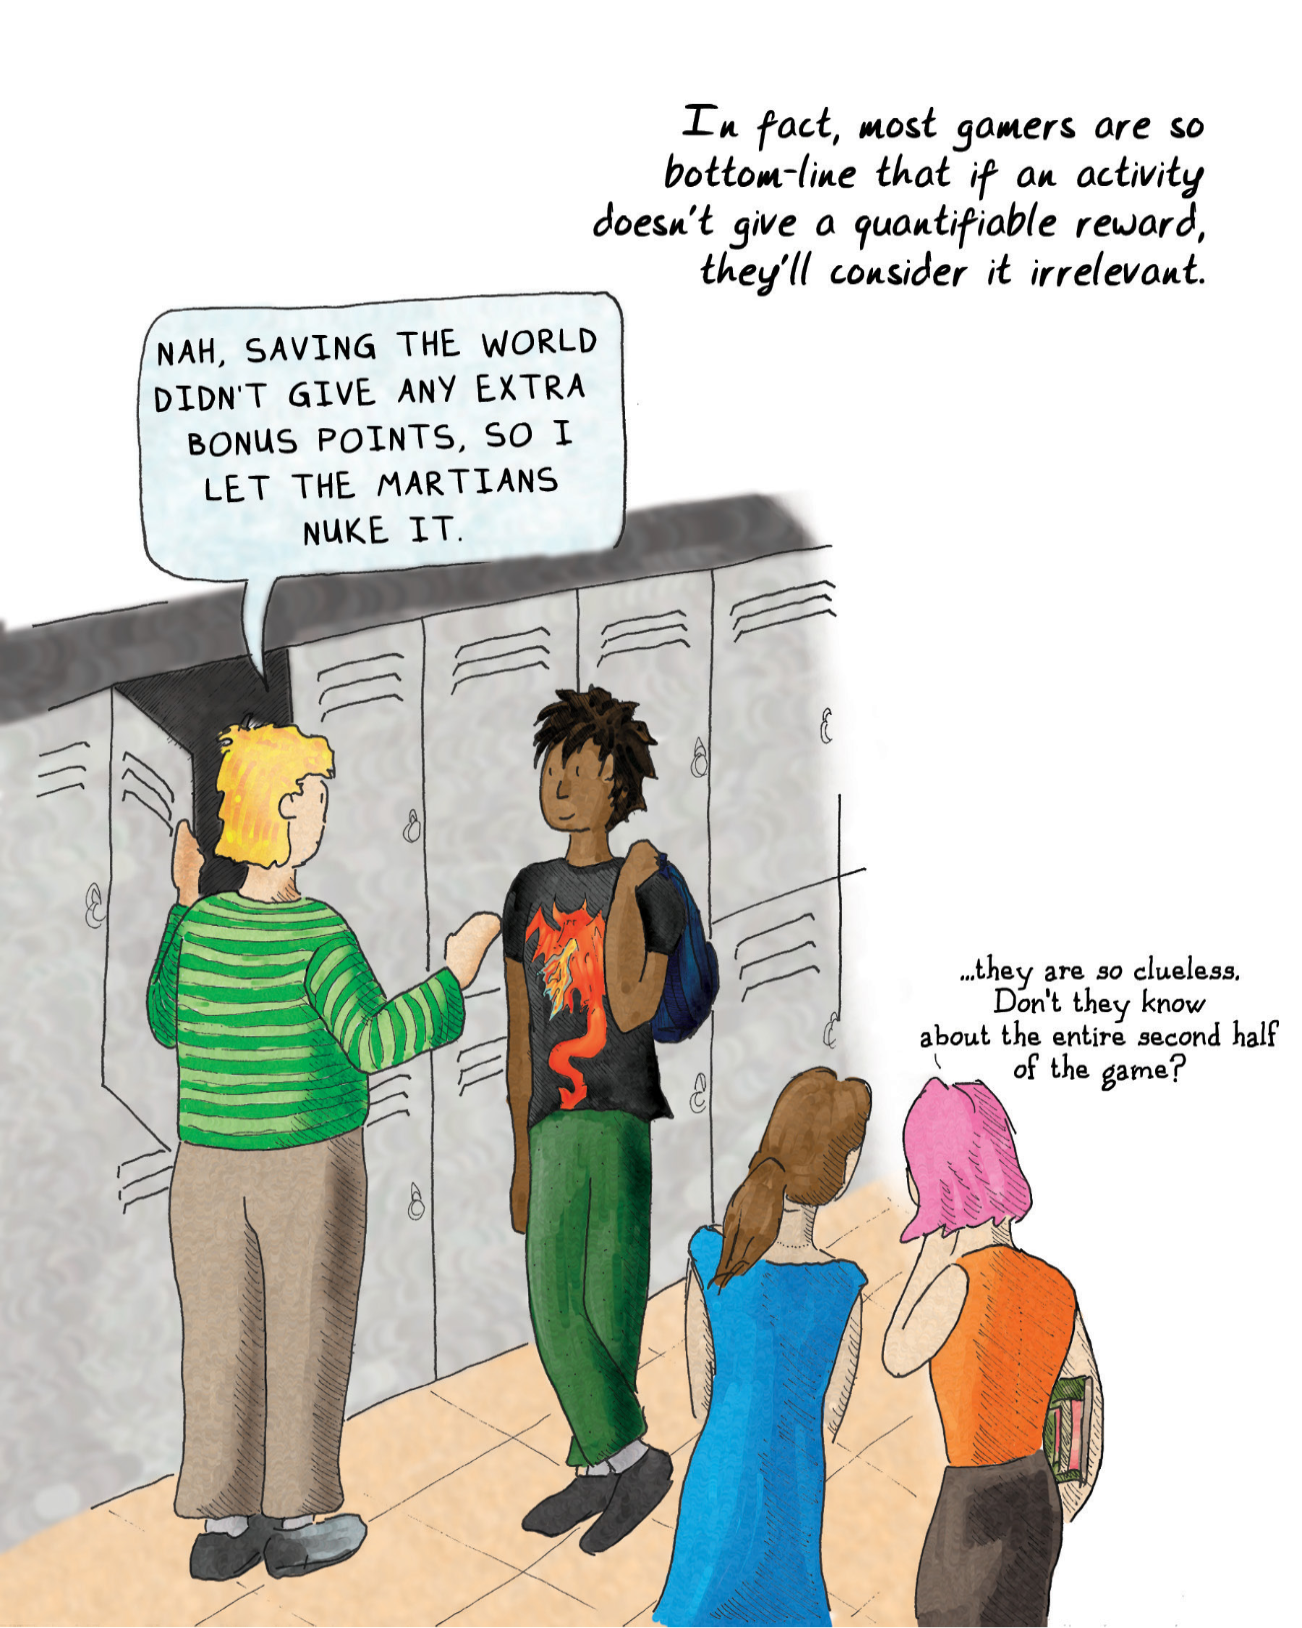 In fact, most gamers are so
bottom-line that if an activity
doesn't give a quantifiable reward,
they'll consider it irrelevant.
NAH, SAVING THE WORLD
DIDN'T GIVE ANY EXTRA
BONUS POINTS, SO I
LET THE MARTIANS
NUKE IT.
...they are so clueless.
Don't they know
about the entire second half
of the game?